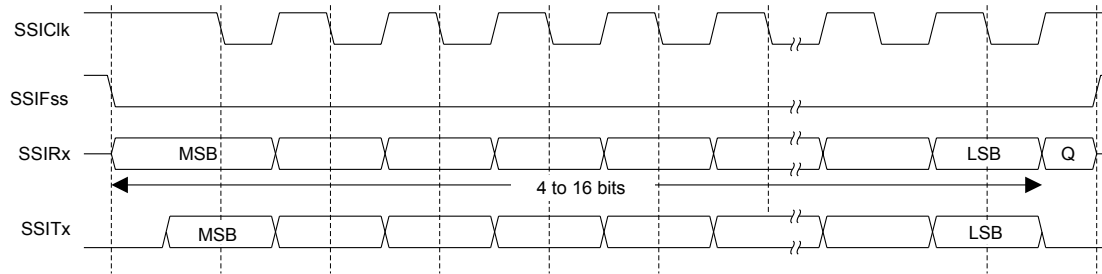 SSIClk
SSIFss
SSIRx MSB LSB Q
4 to 16 bits
SSITx MSB LSB